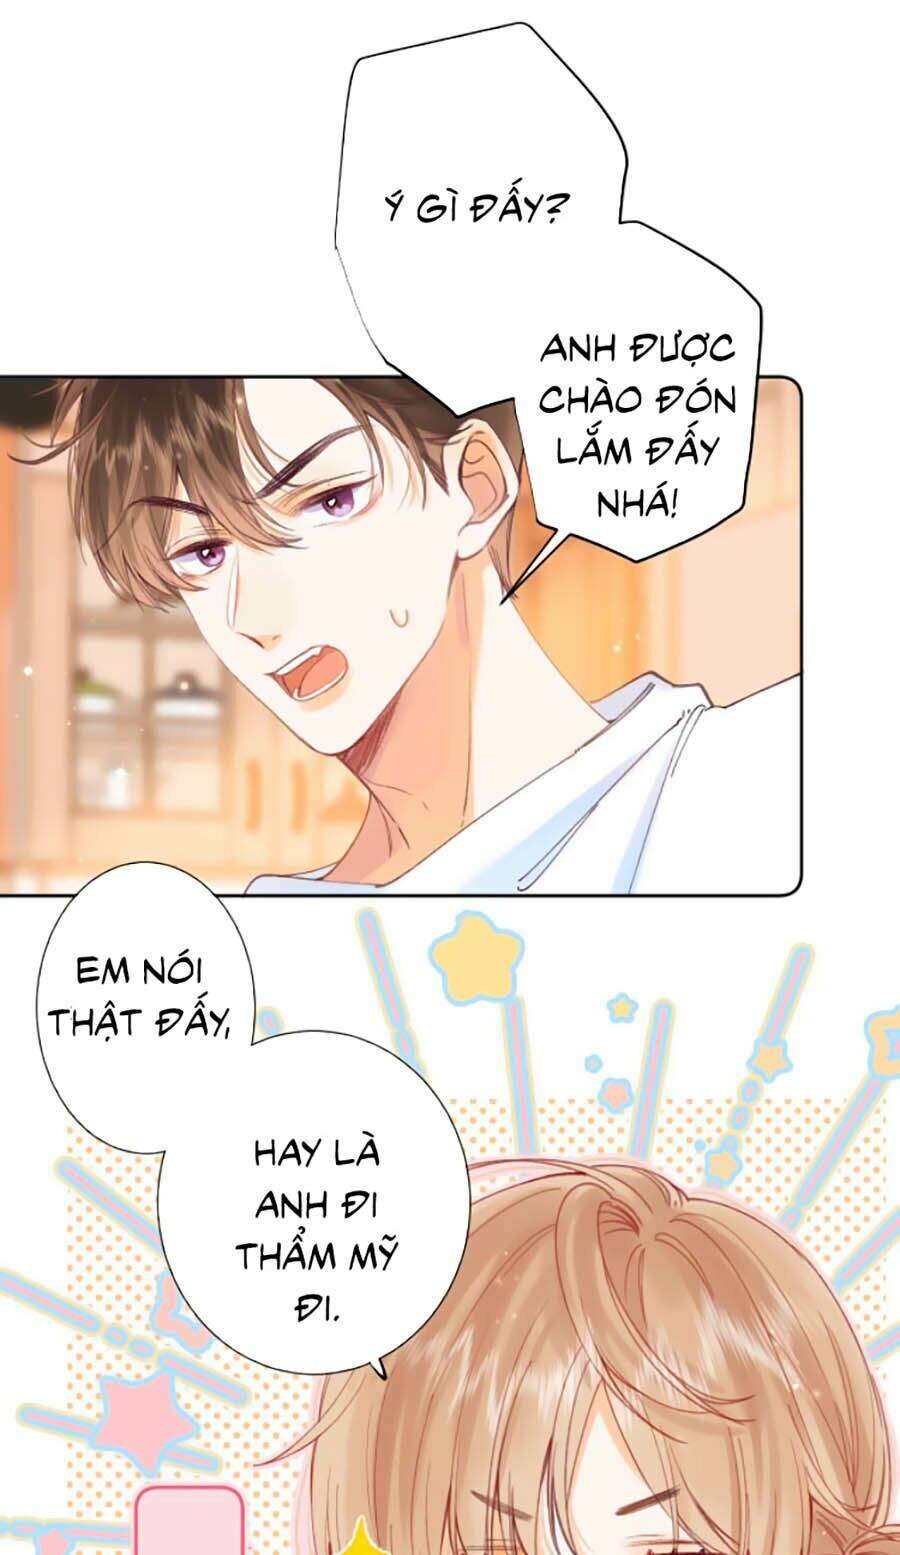 Ý GÌ ĐẤY?
ANH ĐƯỢC
CHÀO ĐÓN
LẮM ĐẤY
NHÁ!
EM NÓI
THẬT ĐẤY,
HAY LÀ
ANH ĐI
THẨM MỸ
ĐI.